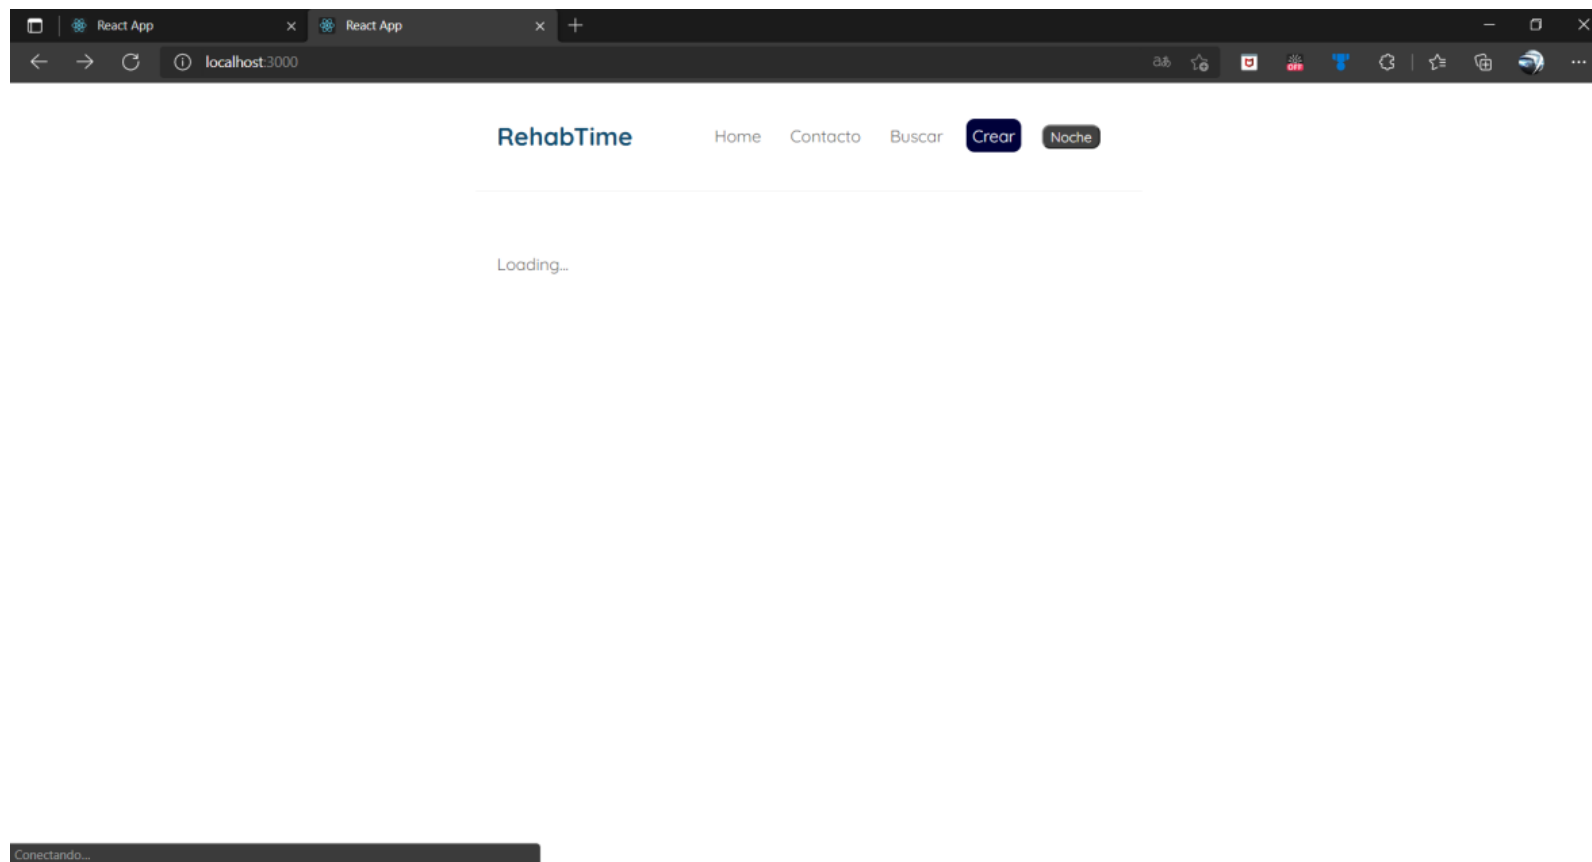 React App
React App
localhost:3000
RehabTime
Home
Contacto
Buscar
Crear
Noche
Loading...
Conectando...